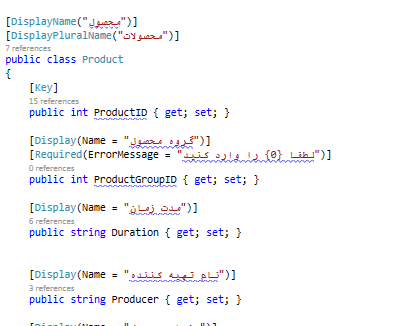 [DisplayName("محصول")]
[DisplayPluralName("محصولات")]
7 references
public class Product
{
[Key]
15 references
public int ProductID { get; set; }
[Display(Name = "گروه محصول")]
[Required(ErrorMessage = "لطفا {0} را وارد کنید")]
0 references
public int ProductGroupID { get; set; }
[Display(Name = "مدت زمان")]
6 references
public string Duration { get; set; }
[Display(Name = "نام تهیه کننده")]
3 references
public string Producer { get; set; }